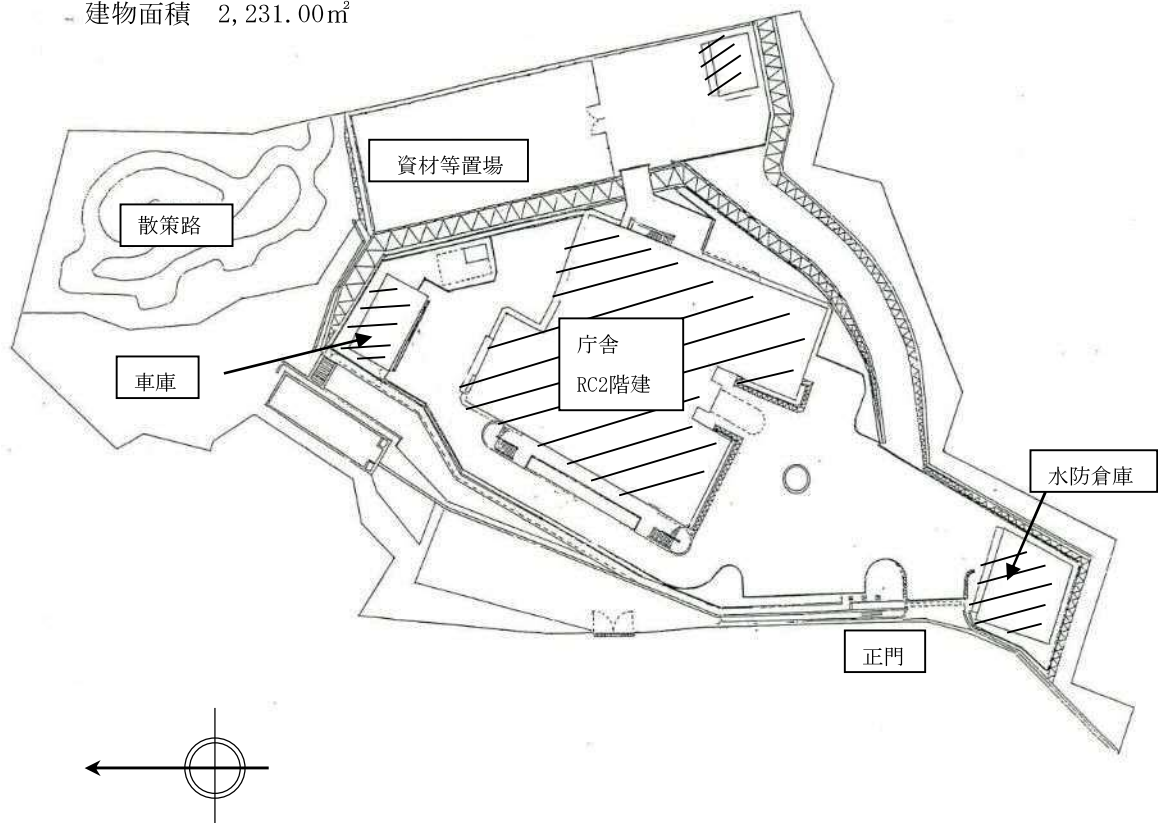 建物面積　2,231.00㎡
資材等置場
散策路
庁舎
RC2階建
車庫
水防倉庫
正門